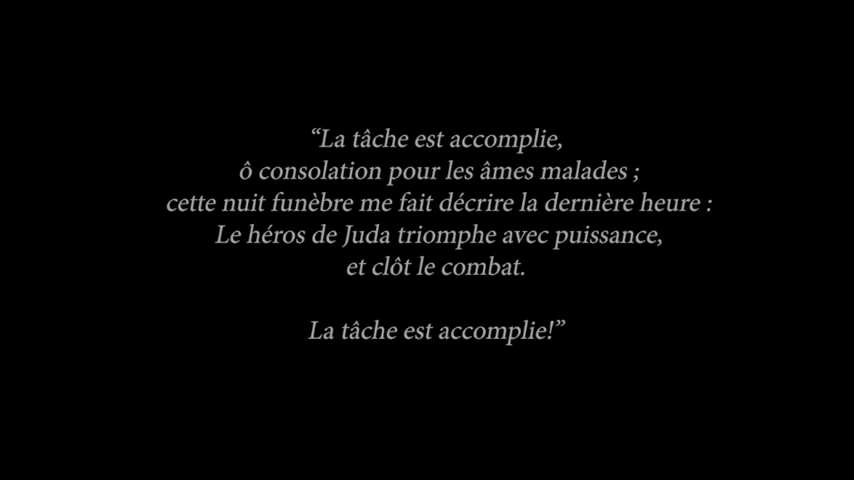 “La tâche est accomplie,
ô consolation pour les âmes malades ;
cette nuit funèbre me fait décrire la dernière heure :
Le héros de Juda triomphe avec puissance,
et clôt le combat.
La tâche est accomplie!”